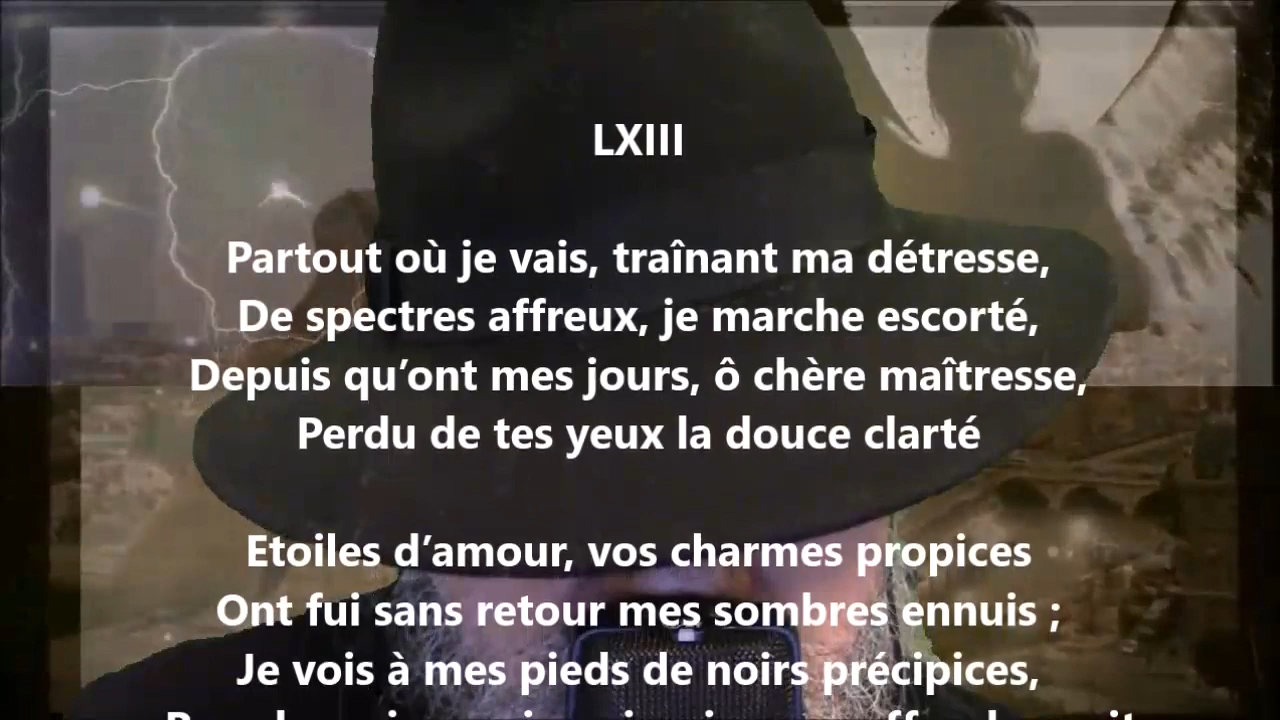 LXIII
Partout où je vais, traînant ma détresse,
De spectres affreux, je marche escorté,
Depuis qu’ont mes jours, ô chère maîtresse,
Perdu de tes yeux la douce clarté
Etoiles d’amour, vos charmes propices
Ont fui sans retour mes sombres ennuis ;
Je vois à mes pieds de noirs précipices,